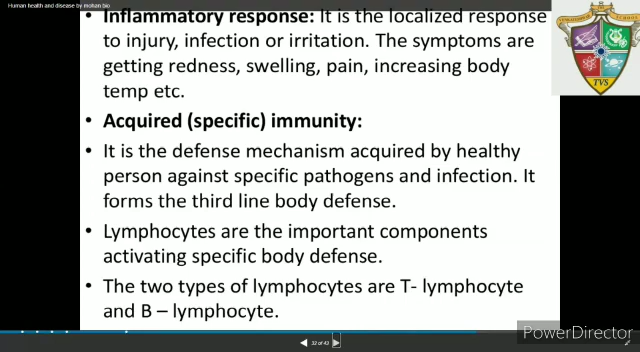 Human health and disease by mohan bio
• Inflammatory response: It is the localized response
to injury, infection or irritation. The symptoms are
getting redness, swelling, pain, increasing body
temp etc.
• Acquired (specific) immunity:
• It is the defense mechanism acquired by healthy
person against specific pathogens and infection. It
forms the third line body defense.
• Lymphocytes are the important components
activating specific body defense.
• The two types of lymphocytes are T- lymphocyte
and B – lymphocyte.
TVS
32 of 43
PowerDirector